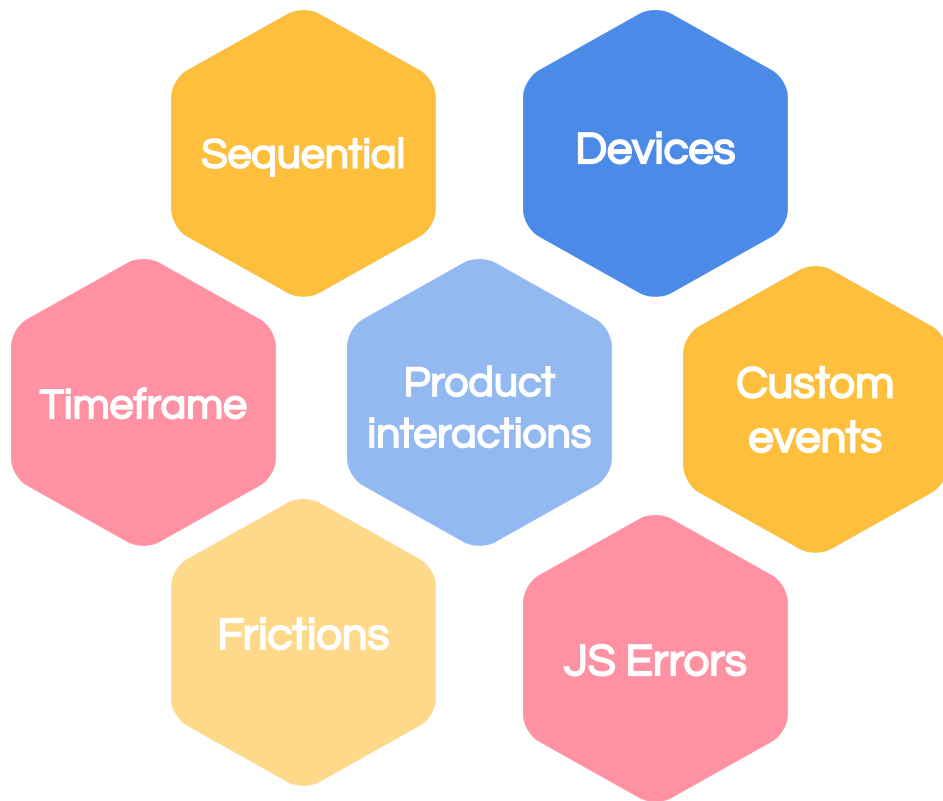 Sequential
Devices
Timeframe
Product
interactions
Custom
events
Frictions
JS Errors